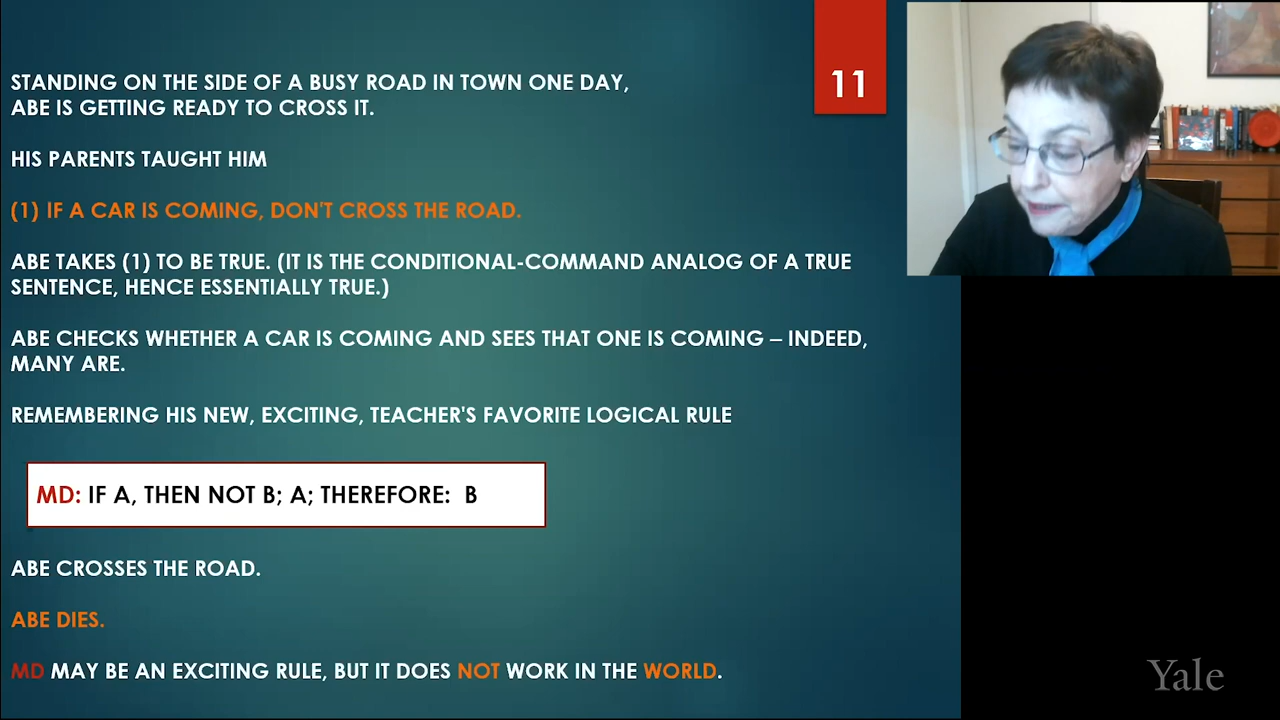 11
STANDING ON THE SIDE OF A BUSY ROAD IN TOWN ONE DAY,
ABE IS GETTING READY TO CROSS IT.
HIS PARENTS TAUGHT HIM
(1) IF A CAR IS COMING, DON'T CROSS THE ROAD.
ABE TAKES (1) TO BE TRUE. (IT IS THE CONDITIONAL-COMMAND ANALOG OF A TRUE
SENTENCE, HENCE ESSENTIALLY TRUE.)
ABE CHECKS WHETHER A CAR IS COMING AND SEES THAT ONE IS COMING – INDEED,
MANY ARE.
REMEMBERING HIS NEW, EXCITING, TEACHER'S FAVORITE LOGICAL RULE
MD: IF A, THEN NOT B; A; THEREFORE: B
ABE CROSSES THE ROAD.
ABE DIES.
MD MAY BE AN EXCITING RULE, BUT IT DOES NOT WORK IN THE WORLD.
Yale